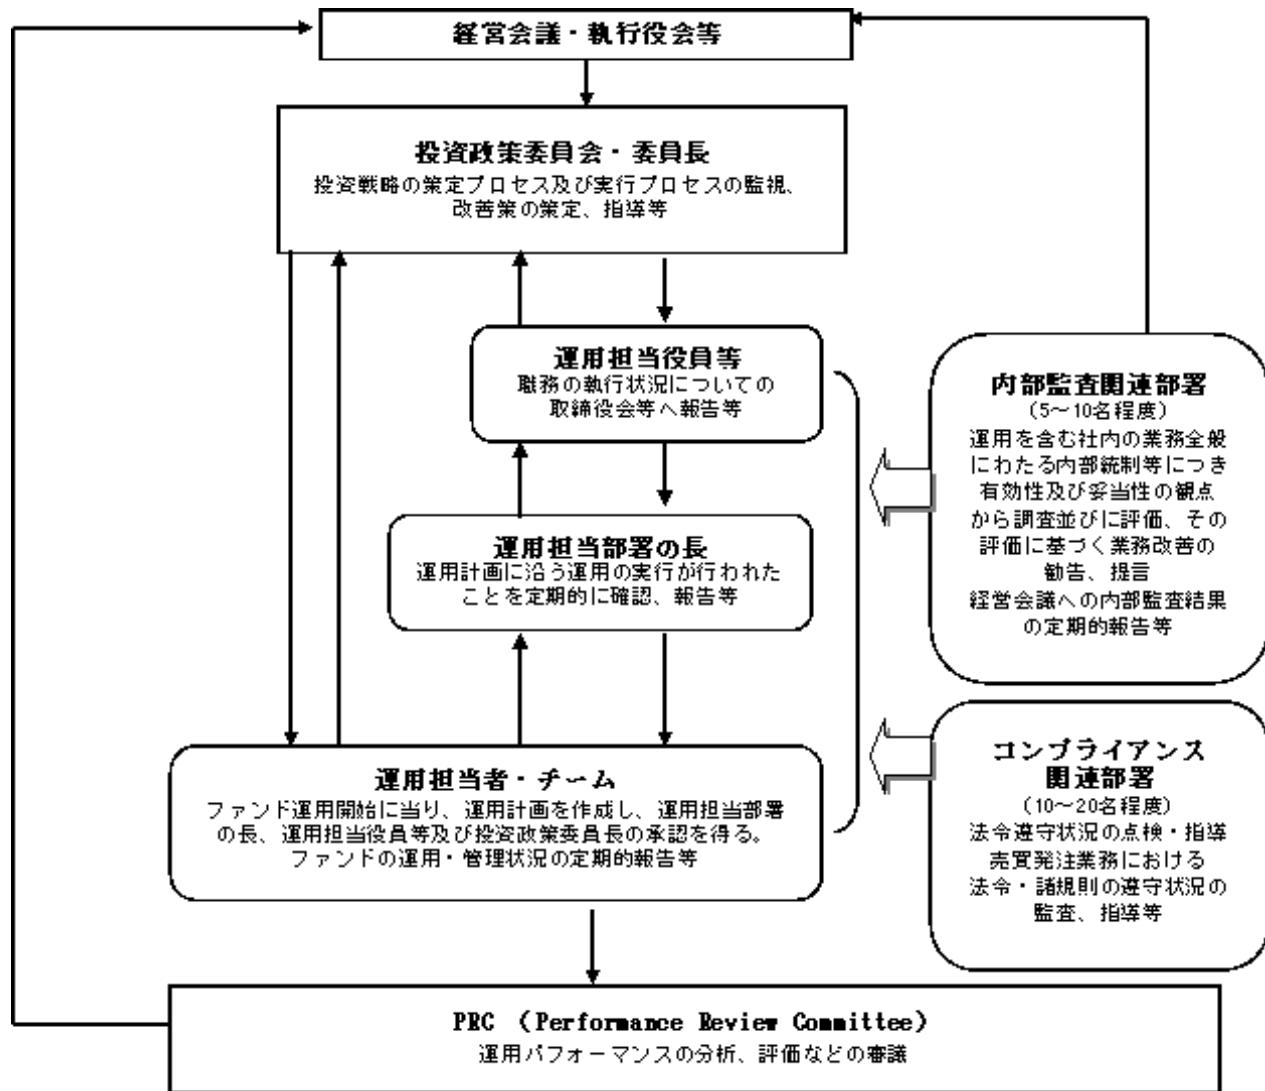 経営会議・執行役会等
投資政策委員会・委員長
投資戦略の策定プロセス及び実行プロセスの監視、
改善策の策定、指導等
運用担当役員等
職務の執行状況についての
取締役会等へ報告等
運用担当部署の長
運用計画に沿う運用の実行が行われた
ことを定期的に確認、報告等
運用担当者・チーム
ファンド運用開始に当り、運用計画を作成し、運用担当部署
の長、運用担当役員等及び投資政策委員長の承認を得る。
ファンドの運用・管理状況の定期的報告等
内部監査関連部署
(5～10名程度)
運用を含む社内の業務全般
にわたる内部統制等につき
有効性及び妥当性の観点
から調査並びに評価、その
評価に基づく業務改善の
勧告、提言
経営会議への内部監査結果
の定期的報告等
コンプライアンス
関連部署
(10～20名程度)
法令遵守状況の点検・指導
売買発注業務における
法令・諸規則の遵守状況の
監査、指導等
PRC （Performance Review Committee）
運用パフォーマンスの分析、評価などの審議